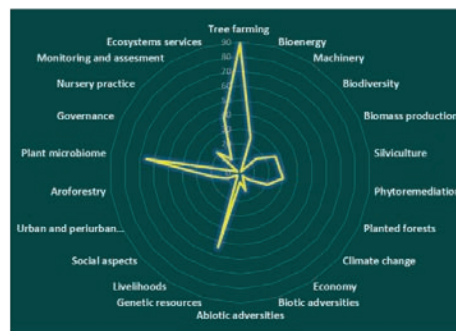 Tree farming
Ecosystems services
Bioenergy
Monitoring and assesment
Machinery
Nursery practice
Biodiversity
Governance
Biomass production
Plant microbiome
Silviculture
Aroforestry
Phytoremediation
Urban and periurban...
Planted forests
Social aspects
Climate change
Livelihoods
Economy
Genetic resources
Biotic adversities
Abiotic adversities
90
80
70
60